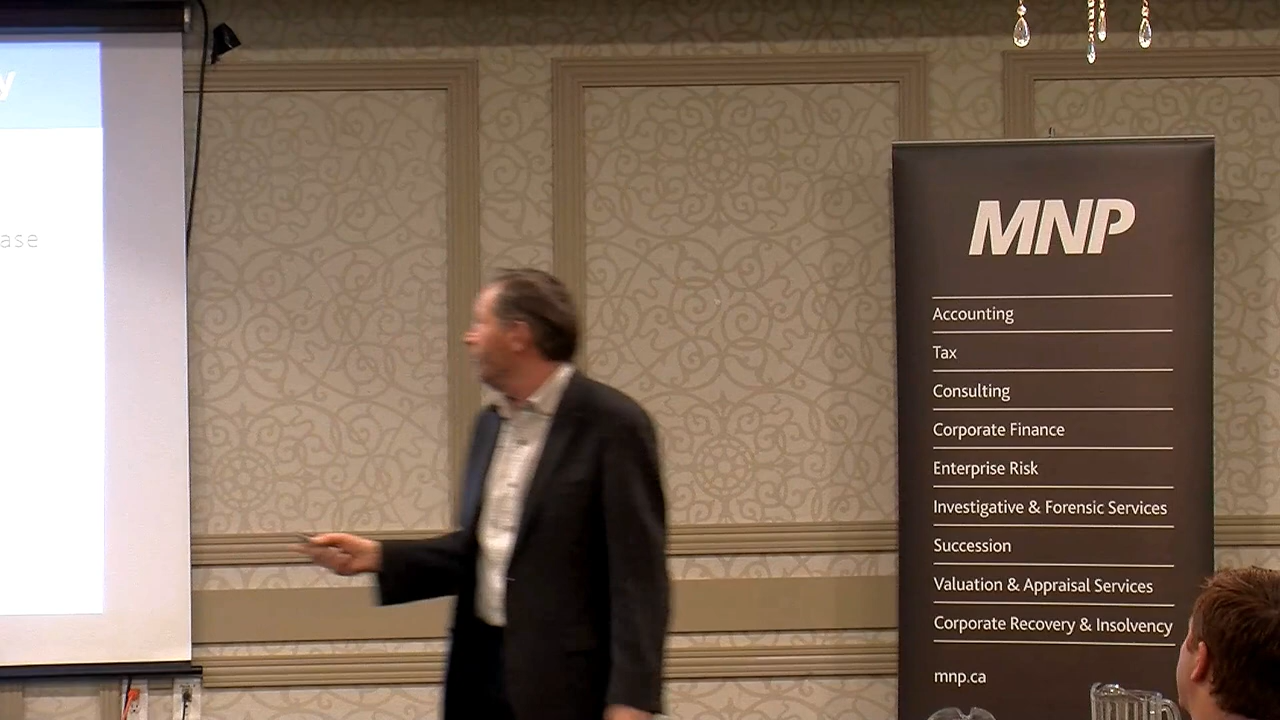 y
ase
MNP
Accounting
Tax
Consulting
Corporate Finance
Enterprise Risk
Investigative & Forensic Services
Succession
Valuation & Appraisal Services
Corporate Recovery & Insolvency
mnp.ca